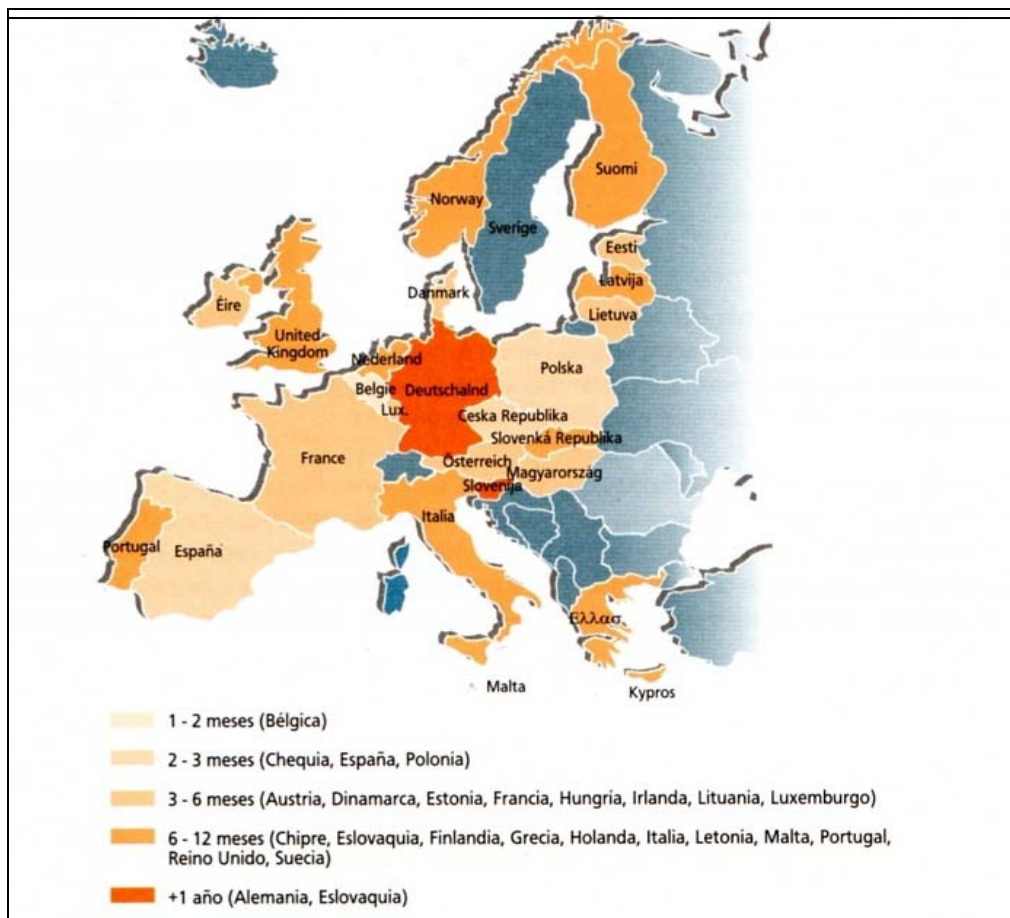 Suomi
Norway
Sverige
Eesti
Latvija
Danmark
Lietuva
Éire
United
Kingdom
Nederland
Polska
Belgie
Deutschalnd
Lux.
Ceska Republika
Slovenká Republika
France
Österreich
Magyarország
Slovenija
Italia
Portugal
España
Ελλασ
Malta
Kypros
1 - 2 meses (Bélgica)
2 - 3 meses (Chequia, España, Polonia)
3 - 6 meses (Austria, Dinamarca, Estonia, Francia, Hungría, Irlanda, Lituania, Luxemburgo)
6 - 12 meses (Chipre, Eslovaquia, Finlandia, Grecia, Holanda, Italia, Letonia, Malta, Portugal,
Reino Unido, Suecia)
+1 año (Alemania, Eslovaquia)